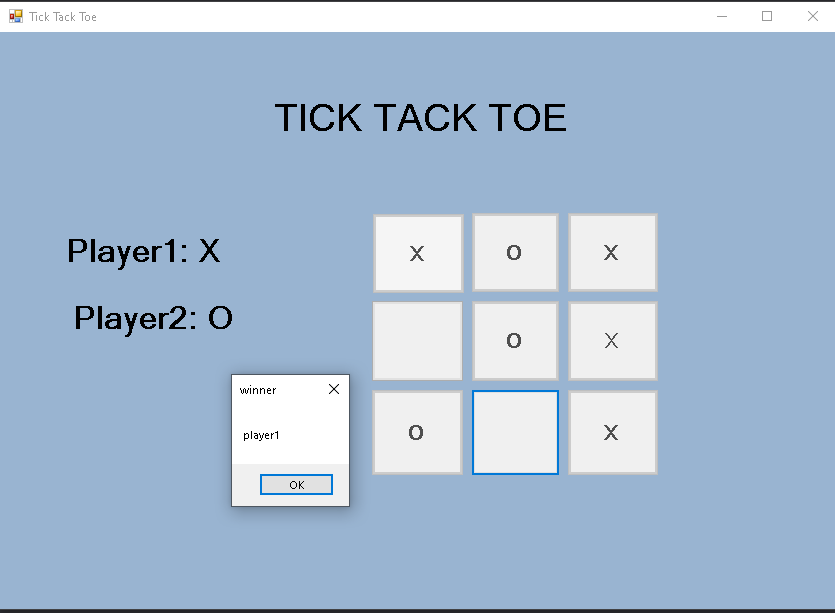 Tick Tack Toe
TICK TACK TOE
Player1: X
Player2: O
X O X
O X
O X
winner
player1
OK